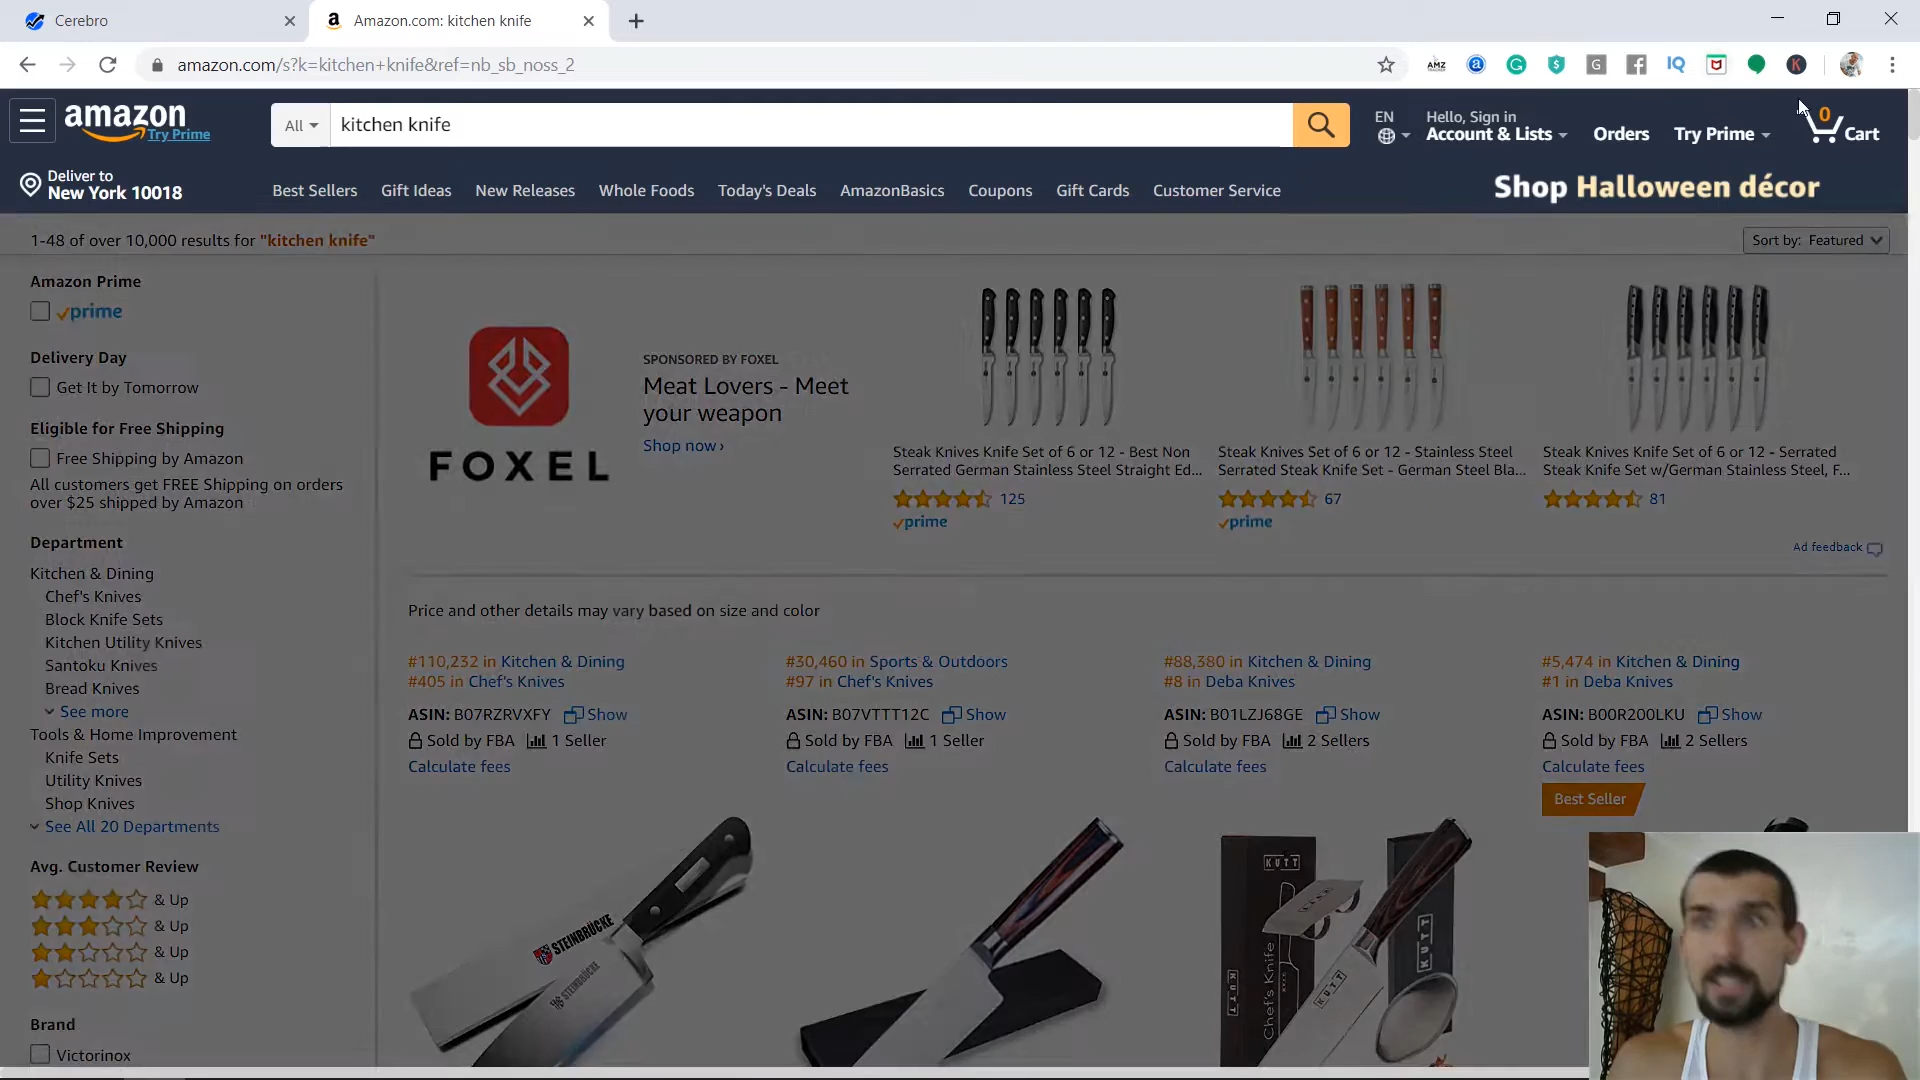 Cerebro
Amazon.com: kitchen knife
amazon.com/s?k=kitchen+knife&ref=nb_sb_noss_2
amazon
Try Prime
All
kitchen knife
EN
Hello, Sign in
Account & Lists
Orders
Try Prime
0
Cart
Deliver to
New York 10018
Best Sellers
Gift Ideas
New Releases
Whole Foods
Today's Deals
AmazonBasics
Coupons
Gift Cards
Customer Service
Shop Halloween décor
1-48 of over 10,000 results for "kitchen knife"
Sort by: Featured
Amazon Prime
prime
Delivery Day
Get It by Tomorrow
Eligible for Free Shipping
Free Shipping by Amazon
All customers get FREE Shipping on orders
over $25 shipped by Amazon
Department
Kitchen & Dining
Chef's Knives
Block Knife Sets
Kitchen Utility Knives
Santoku Knives
Bread Knives
See more
Tools & Home Improvement
Knife Sets
Utility Knives
Shop Knives
See All 20 Departments
Avg. Customer Review
& Up
& Up
& Up
& Up
Brand
Victorinox
FOXEL
SPONSORED BY FOXEL
Meat Lovers - Meet
your weapon
Shop now ›
Steak Knives Knife Set of 6 or 12 - Best Non
Serrated German Stainless Steel Straight Ed...
125
prime
Steak Knives Set of 6 or 12 - Stainless Steel
Serrated Steak Knife Set - German Steel Bla...
67
prime
Steak Knives Knife Set of 6 or 12 - Serrated
Steak Knife Set w/German Stainless Steel, F...
81
Ad feedback
Price and other details may vary based on size and color
#110,232 in Kitchen & Dining
#405 in Chef's Knives
ASIN: B07RZRVXFY Show
Sold by FBA 1 Seller
Calculate fees
STEINBRÜCKE
STEINBRÜCKE
#30,460 in Sports & Outdoors
#97 in Chef's Knives
ASIN: B07VTTT12C Show
Sold by FBA 1 Seller
Calculate fees
#88,380 in Kitchen & Dining
#8 in Deba Knives
ASIN: B01LZJ68GE Show
Sold by FBA 2 Sellers
Calculate fees
KUTT
Chef's Knife
KUTT
KUTT
KUTT
#5,474 in Kitchen & Dining
#1 in Deba Knives
ASIN: B00R200LKU Show
Sold by FBA 2 Sellers
Calculate fees
Best Seller